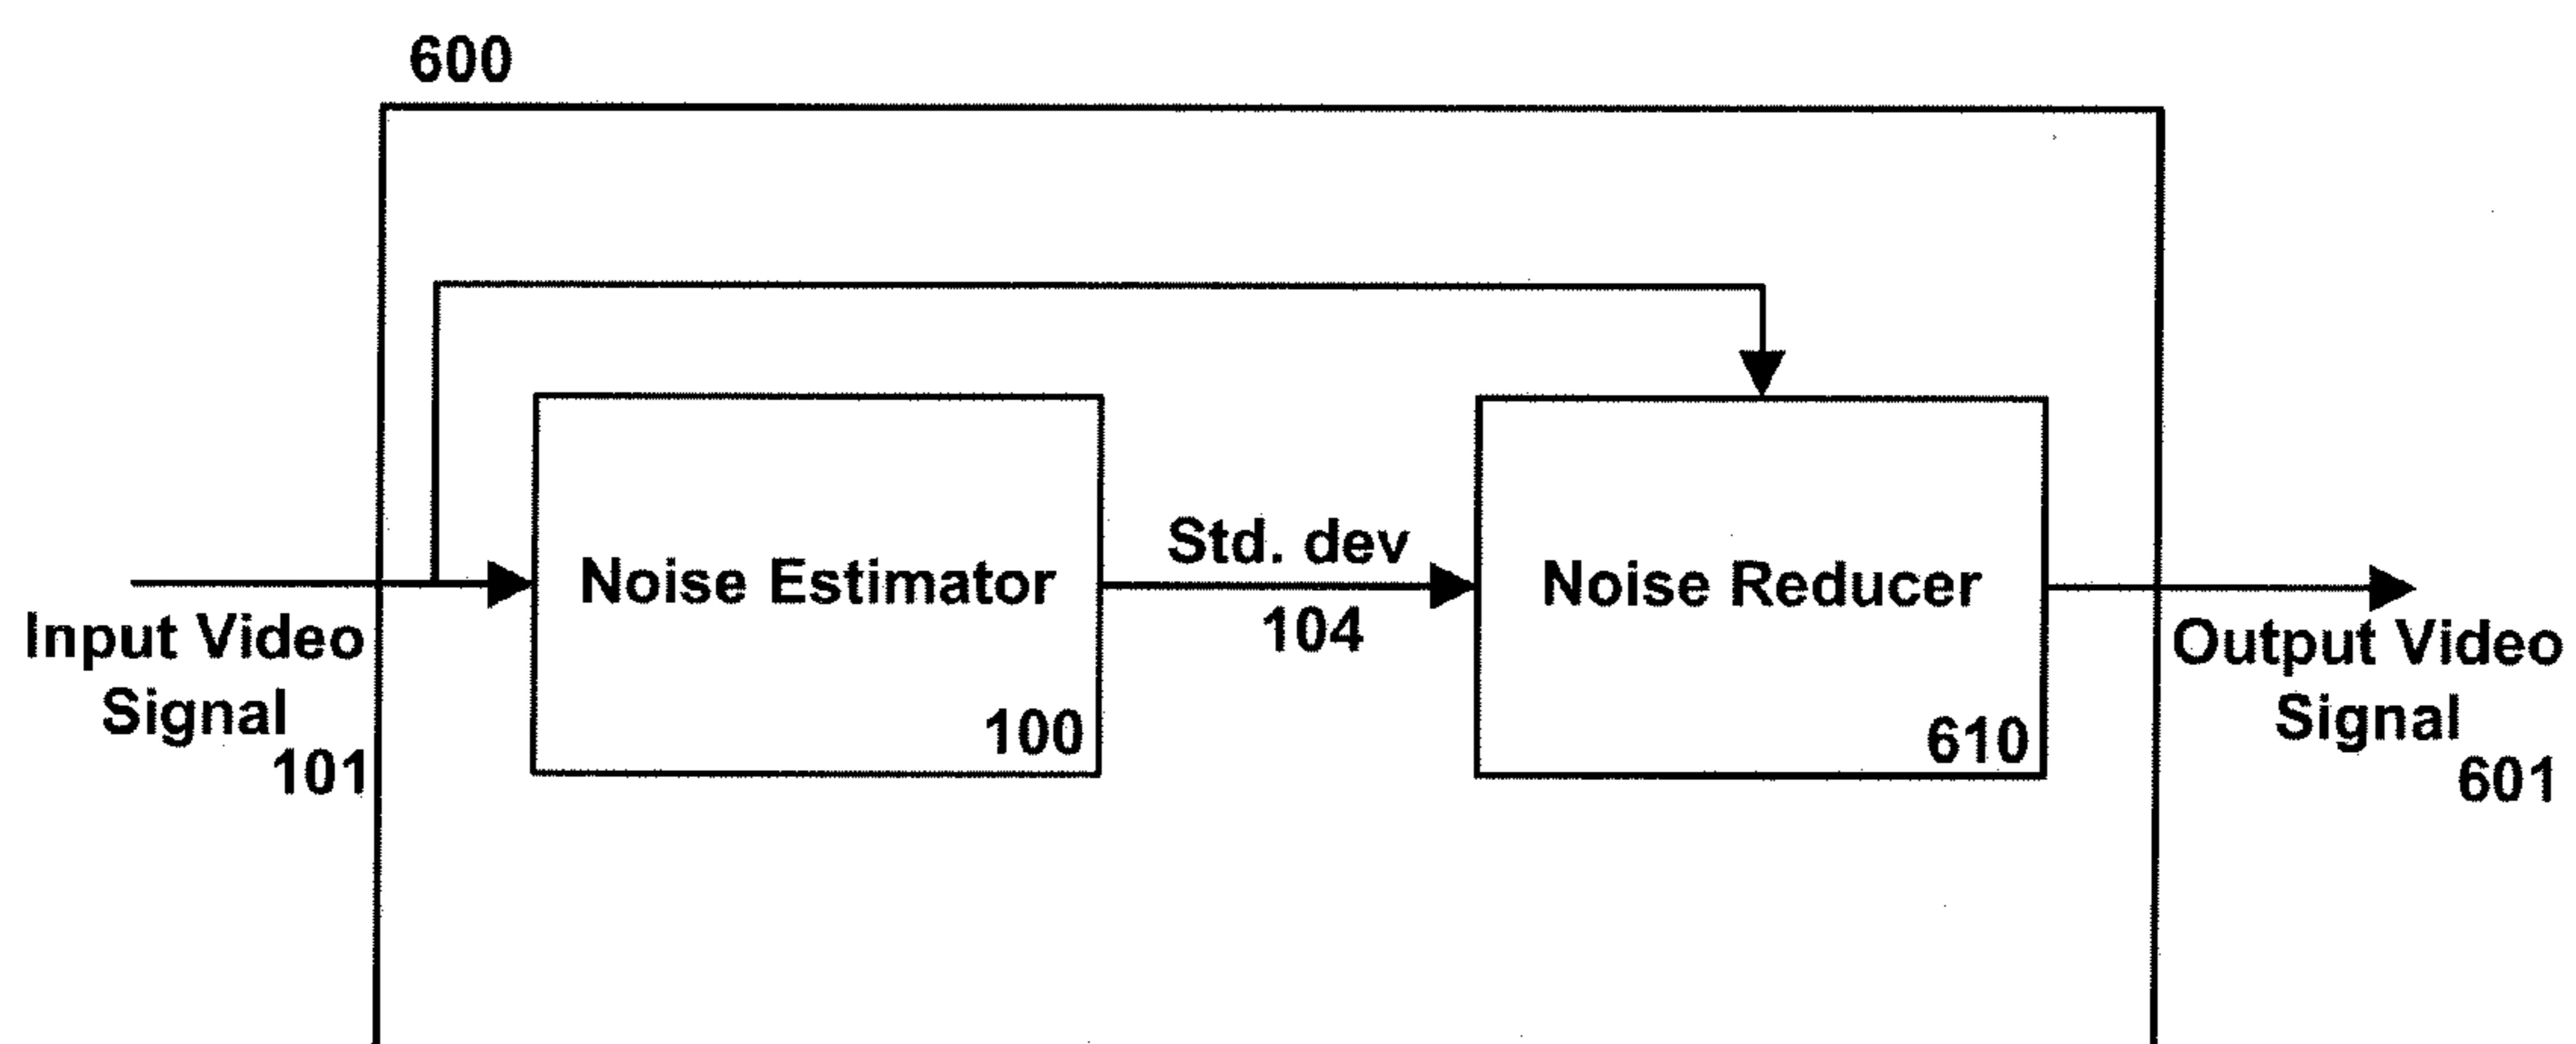 600
Input Video
Signal
101
Noise Estimator
100
Std. dev
104
Noise Reducer
610
Output Video
Signal
601